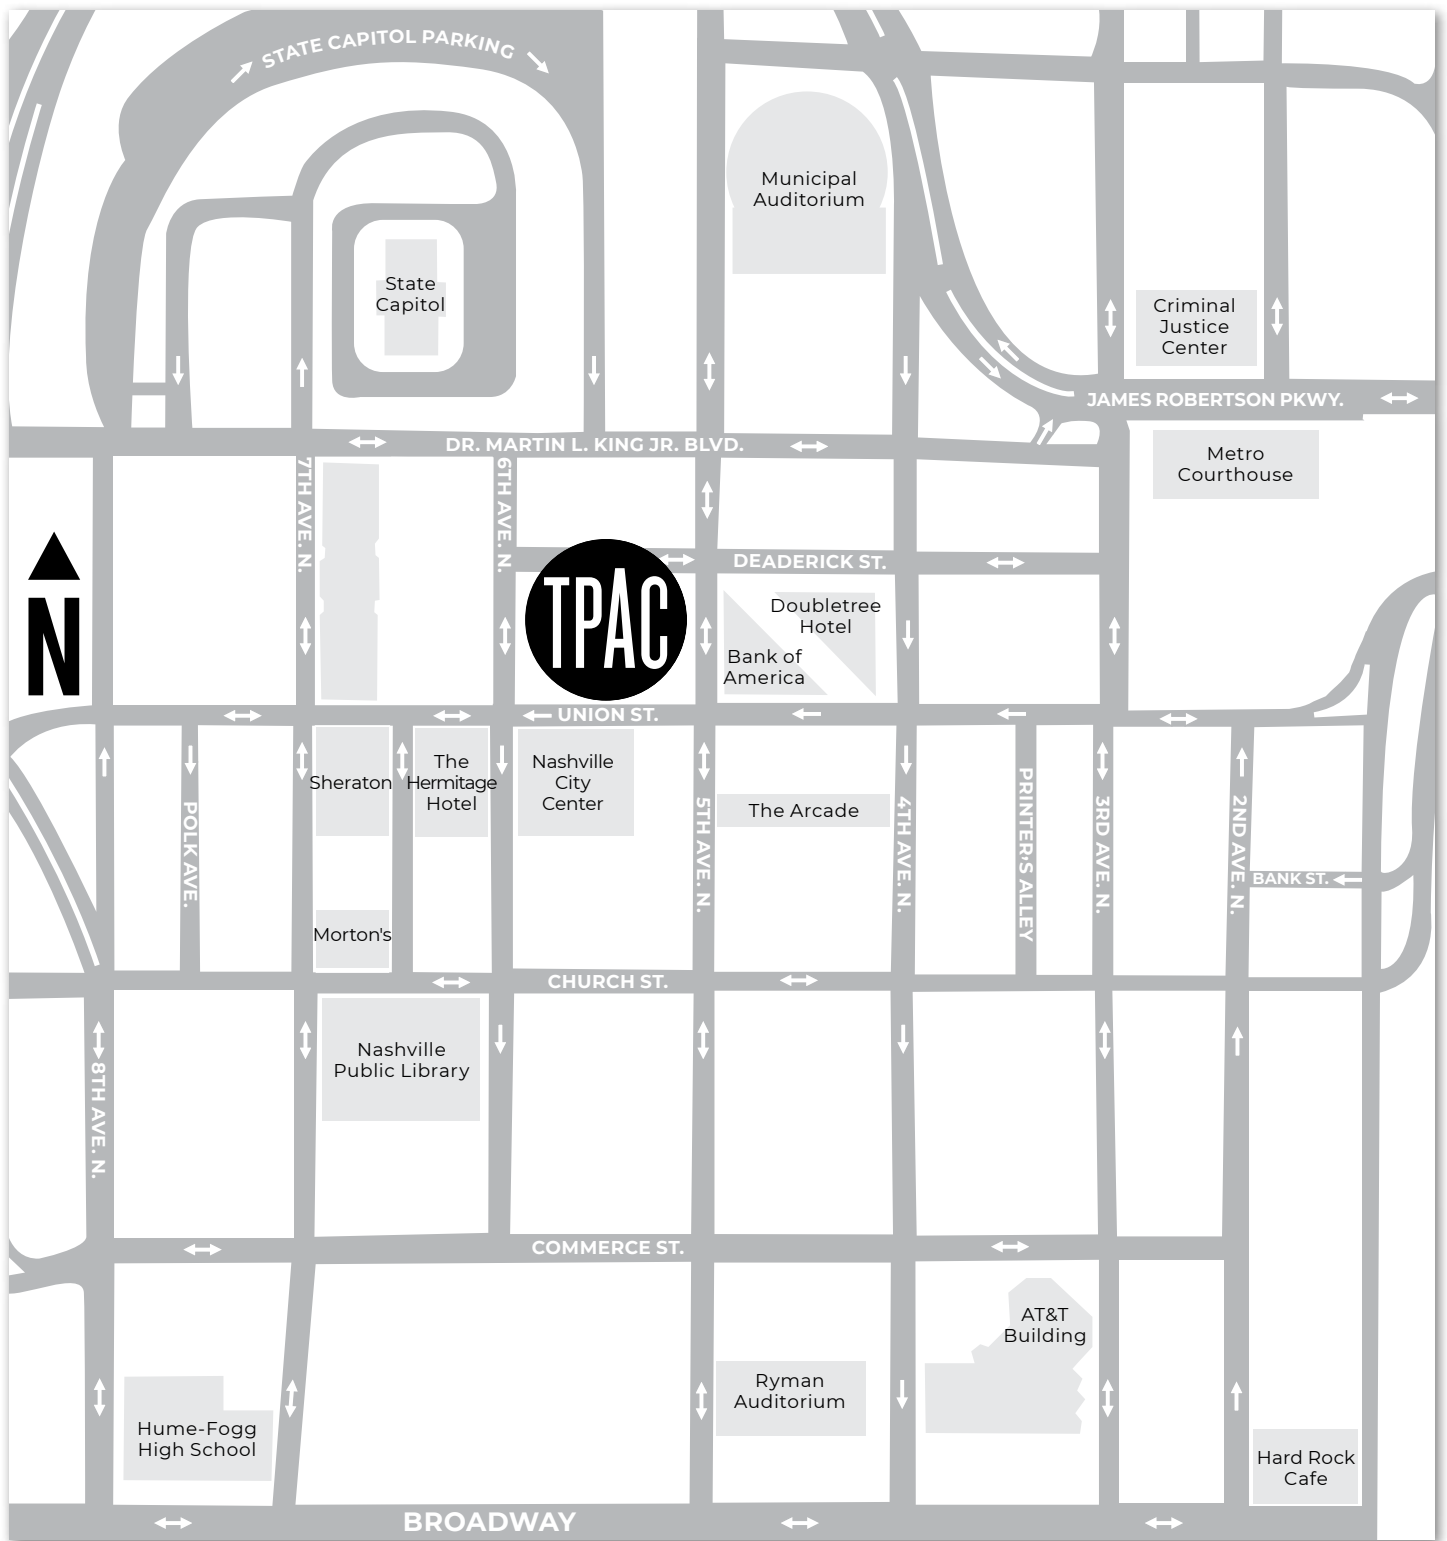 STATE CAPITOL PARKING
Municipal
Auditorium
State
Capitol
Criminal
Justice
Center
JAMES ROBERTSON PKWY.
DR. MARTIN L. KING JR. BLVD.
Metro
Courthouse
7TH AVE. N.
6TH AVE. N.
N
TPAC
DEADERICK ST.
Doubletree
Hotel
Bank of
America
UNION ST.
Sheraton
The
Hermitage
Hotel
Nashville
City
Center
The Arcade
POLK AVE.
5TH AVE. N.
4TH AVE. N.
PRINTER'S ALLEY
3RD AVE. N.
2ND AVE. N.
BANK ST.
Morton's
CHURCH ST.
Nashville
Public Library
8TH AVE. N.
COMMERCE ST.
AT&T
Building
Ryman
Auditorium
Hume-Fogg
High School
Hard Rock
Cafe
BROADWAY